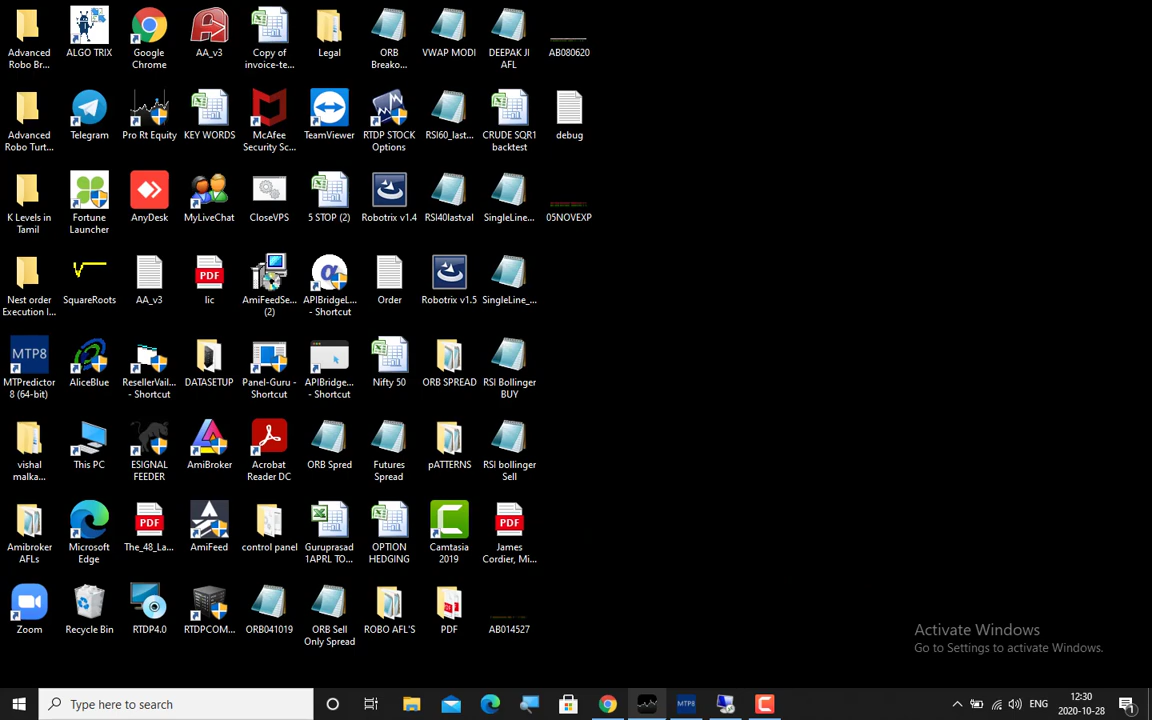 Advanced
Robo Br...
ALGO TRIX
Google
Chrome
AA_v3
Copy of
invoice-te...
Legal
ORB
Breako...
VWAP MODI
DEEPAK JI
AFL
AB080620
Advanced
Robo Turt...
Telegram
Pro Rt Equity
KEY WORDS
McAfee
Security Sc...
TeamViewer
RTDP STOCK
Options
RSI60_last...
CRUDE SQR1
backtest
debug
K Levels in
Tamil
Fortune
Launcher
AnyDesk
MyLiveChat
CloseVPS
5 STOP (2)
Robotrix v1.4
RSI40lastval
SingleLine...
05NOVEXP
Nest order
Execution I...
SquareRoots
AA_v3
PDF
lic
AmiFeedSe...
(2)
APIBridgeL...
- Shortcut
Order
Robotrix v1.5
SingleLine_...
MTP8
MTPredictor
8 (64-bit)
AliceBlue
ResellerVail...
- Shortcut
DATASETUP
Panel-Guru -
Shortcut
APIBridge...
- Shortcut
Nifty 50
ORB SPREAD
RSI Bollinger
BUY
vishal
malka...
This PC
ESIGNAL
FEEDER
AmiBroker
Acrobat
Reader DC
ORB Spred
Futures
Spread
pATTERNS
RSI bollinger
Sell
Amibroker
AFLs
Microsoft
Edge
PDF
The_48_La...
AmiFeed
control panel
Guruprasad
1APRL TO...
OPTION
HEDGING
Camtasia
2019
PDF
James
Cordier, Mi...
Zoom
Recycle Bin
RTDP4.0
RTDPCOM...
ORB041019
ORB Sell
Only Spread
ROBO AFL'S
PDF
AB014527
Activate Windows
Go to Settings to activate Windows.
Type here to search
MTP8
ENG
12:30
2020-10-28
1